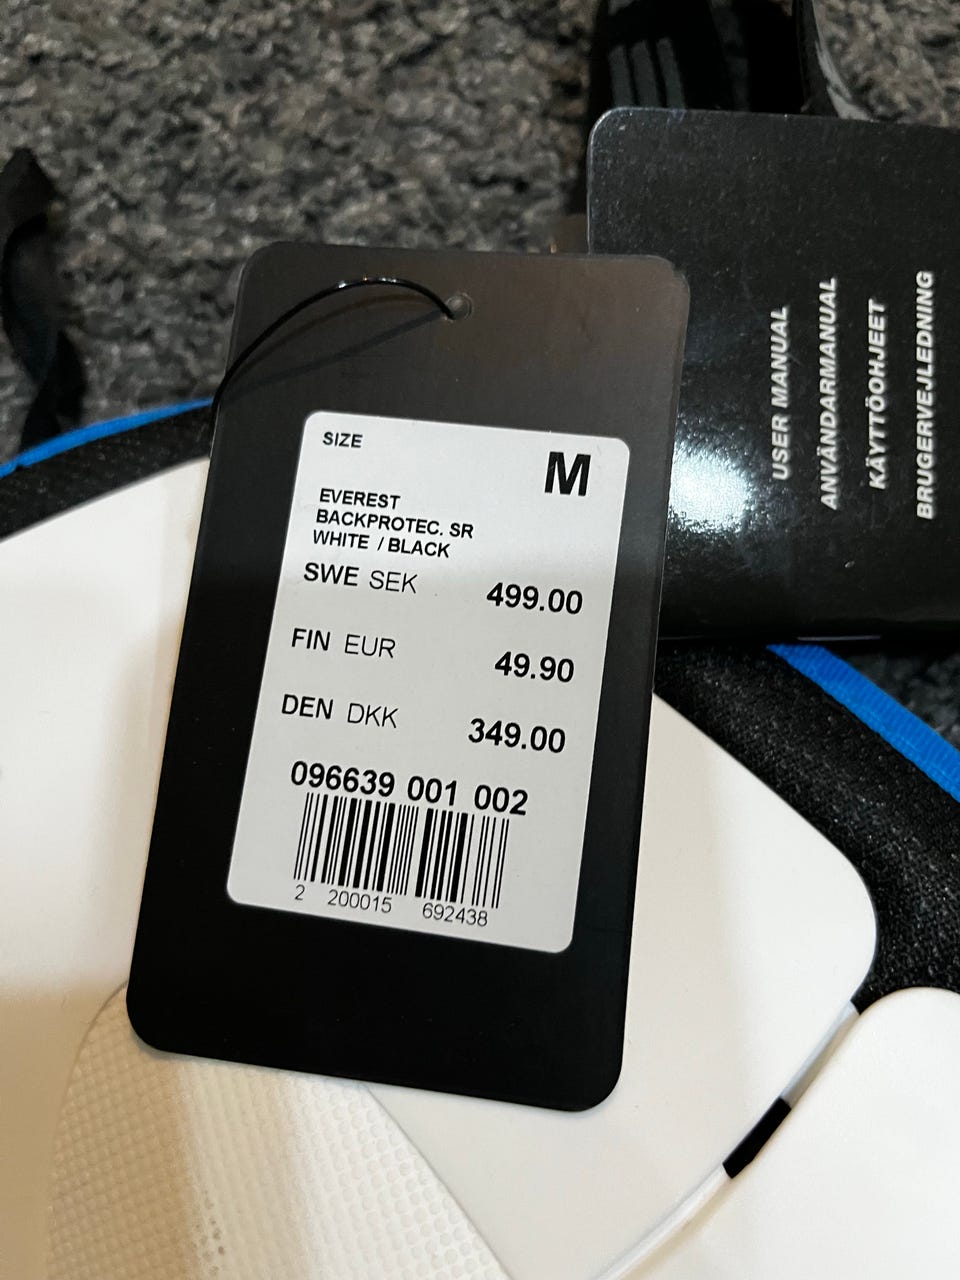 SIZE
M
EVEREST
BACKPROTEC. SR
WHITE / BLACK
SWE SEK 499.00
FIN EUR 49.90
DEN DKK 349.00
096639 001 002
2 200015 692438
USER MANUAL
ANVÄNDARMANUAL
KÄYTTÖOHJEET
BRUGERVEJLEDNING